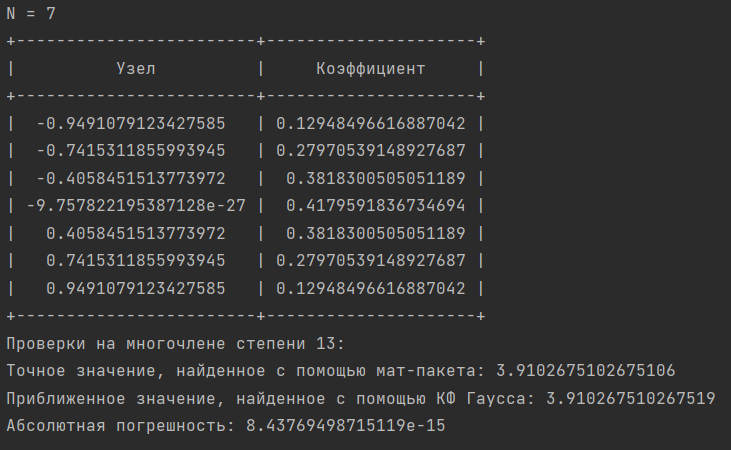 N = 7
+------------------------+---------------------+
| Узел | Коэффициент |
+------------------------+---------------------+
| -0.9491079123427585 | 0.12948496616887042 |
| -0.7415311855993945 | 0.27970539148927687 |
| -0.4058451513773972 | 0.3818300505051189 |
| -9.757822195387128e-27 | 0.41795918367​34694 |
| 0.4058451513773972 | 0.3818300505051189 |
| 0.7415311855993945 | 0.27970539148927687 |
| 0.9491079123427585 | 0.12948496616887042 |
+------------------------+---------------------+
Проверки на многочлене степени 13:
Точное значение, найденное с помощью мат-пакета: 3.9102675102675106
Приближенное значение, найденное с помощью КФ Гаусса: 3.910267510267519
Абсолютная погрешность: 8.43769498715119e-15